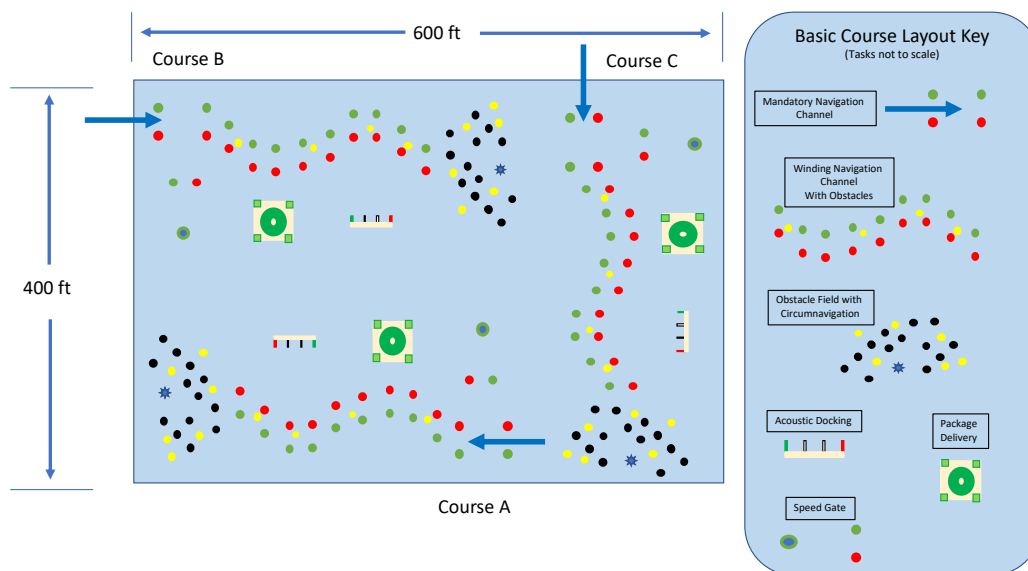 600 ft
Course B
Course C
400 ft
Course A
Basic Course Layout Key
(Tasks not to scale)
Mandatory Navigation
Channel
Winding Navigation
Channel
With Obstacles
Obstacle Field with
Circumnavigation
Acoustic Docking
Package
Delivery
Speed Gate